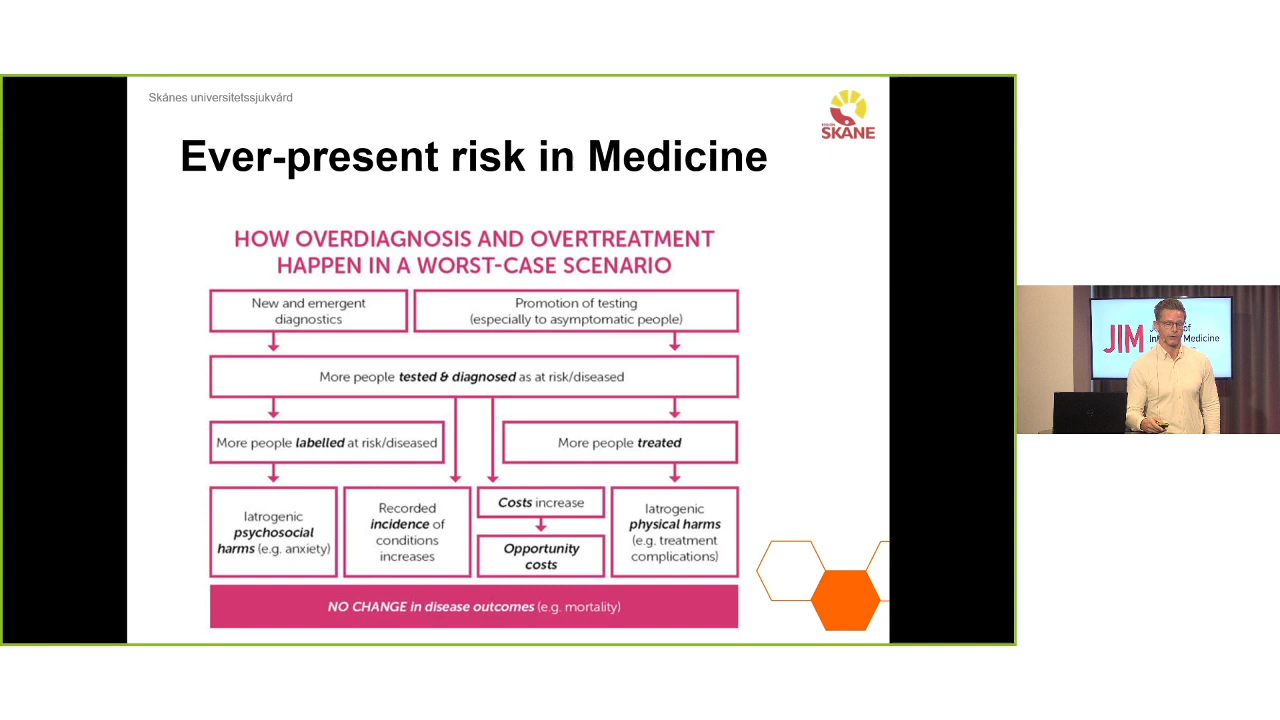 Skånes universitetssjukvård
SKÅNE
Ever-present risk in Medicine
HOW OVERDIAGNOSIS AND OVERTREATMENT
HAPPEN IN A WORST-CASE SCENARIO
New and emergent
diagnostics
Promotion of testing
(especially to asymptomatic people)
More people tested & diagnosed as at risk/diseased
More people labelled at risk/diseased
More people treated
Iatrogenic
psychosocial
harms (e.g. anxiety)
Recorded
incidence of
conditions
increases
Costs increase
Opportunity
costs
Iatrogenic
physical harms
(e.g. treatment
complications)
NO CHANGE in disease outcomes (e.g. mortality)
JIM
Medicine